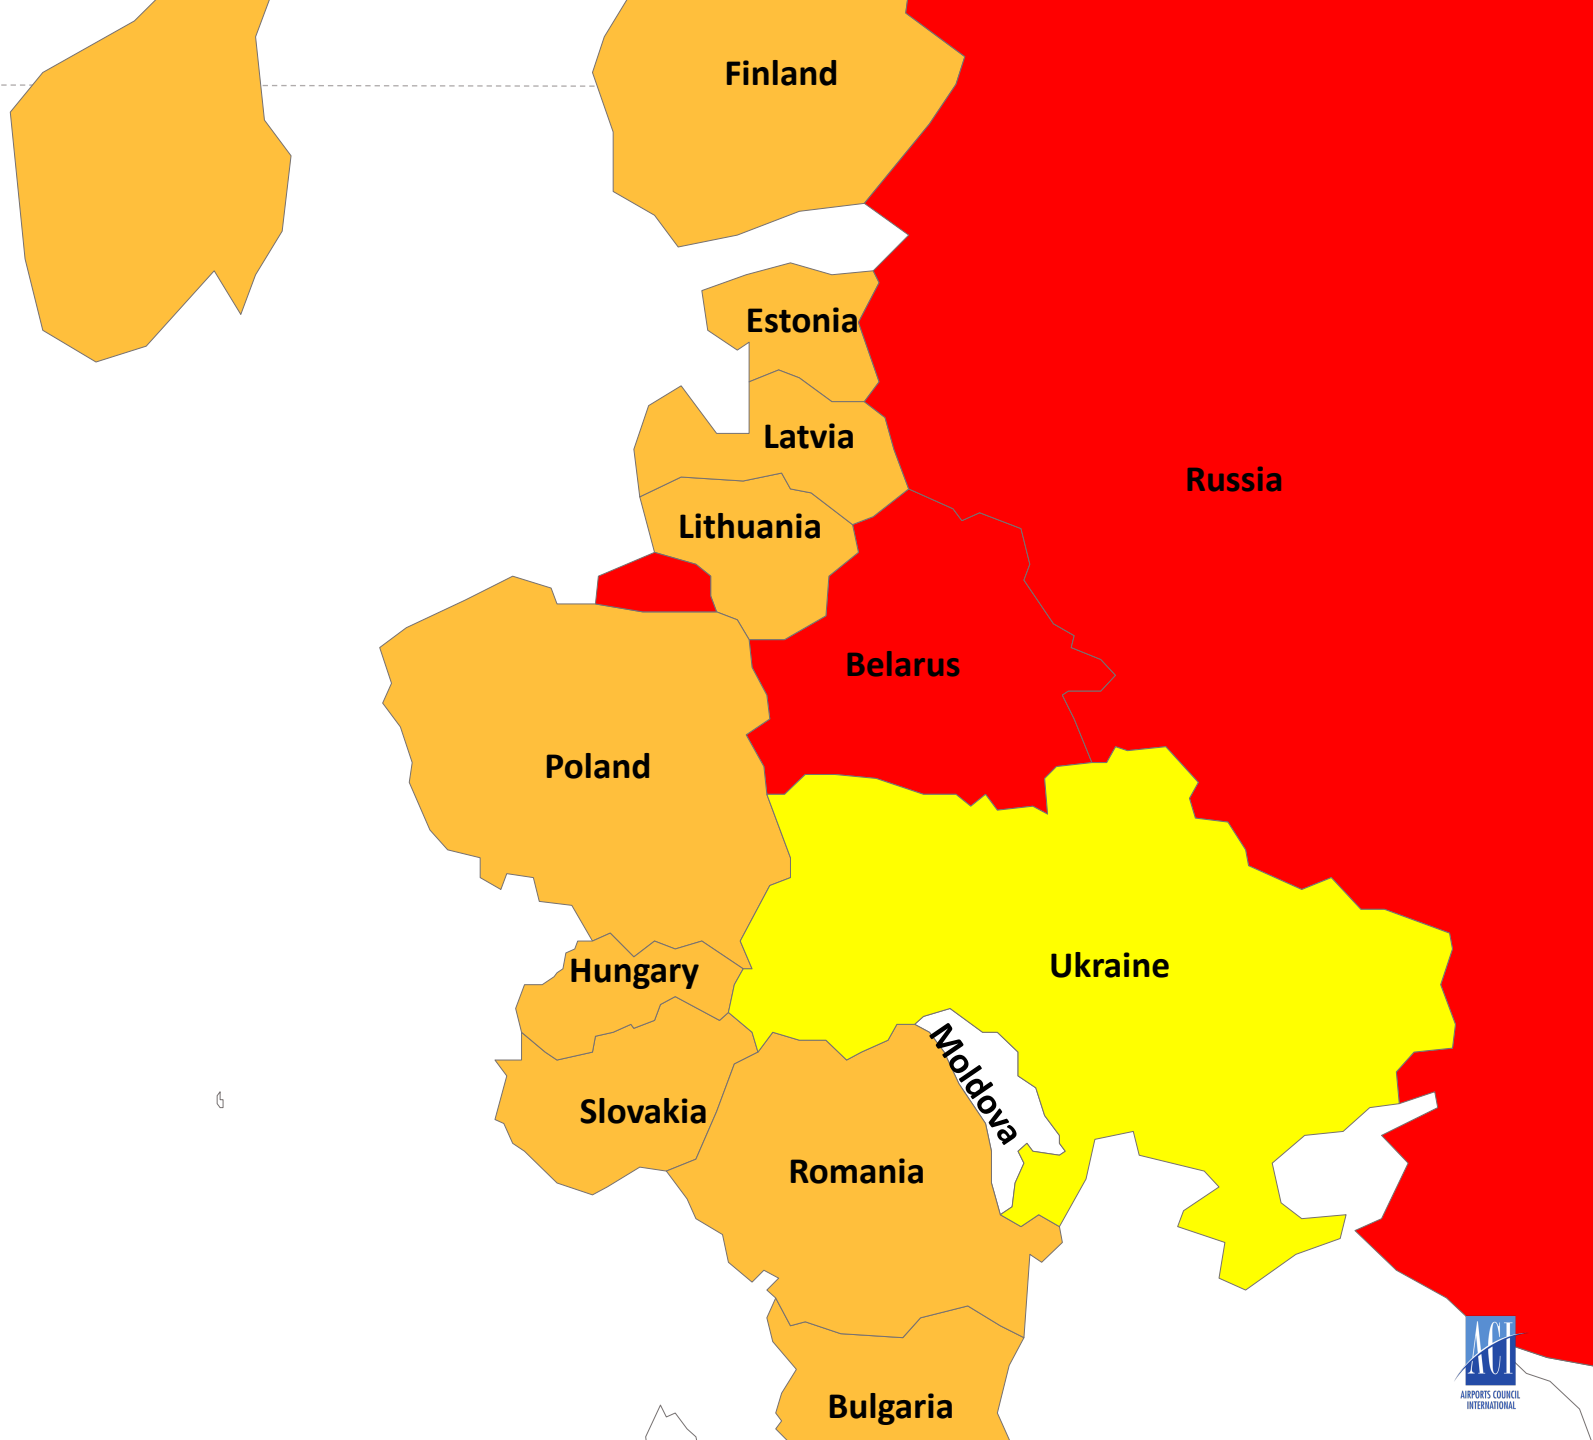 Finland
Estonia
Latvia
Russia
Lithuania
Belarus
Poland
Ukraine
Hungary
Moldova
Slovakia
Romania
Bulgaria
ACI
AIRPORTS COUNCIL
INTERNATIONAL